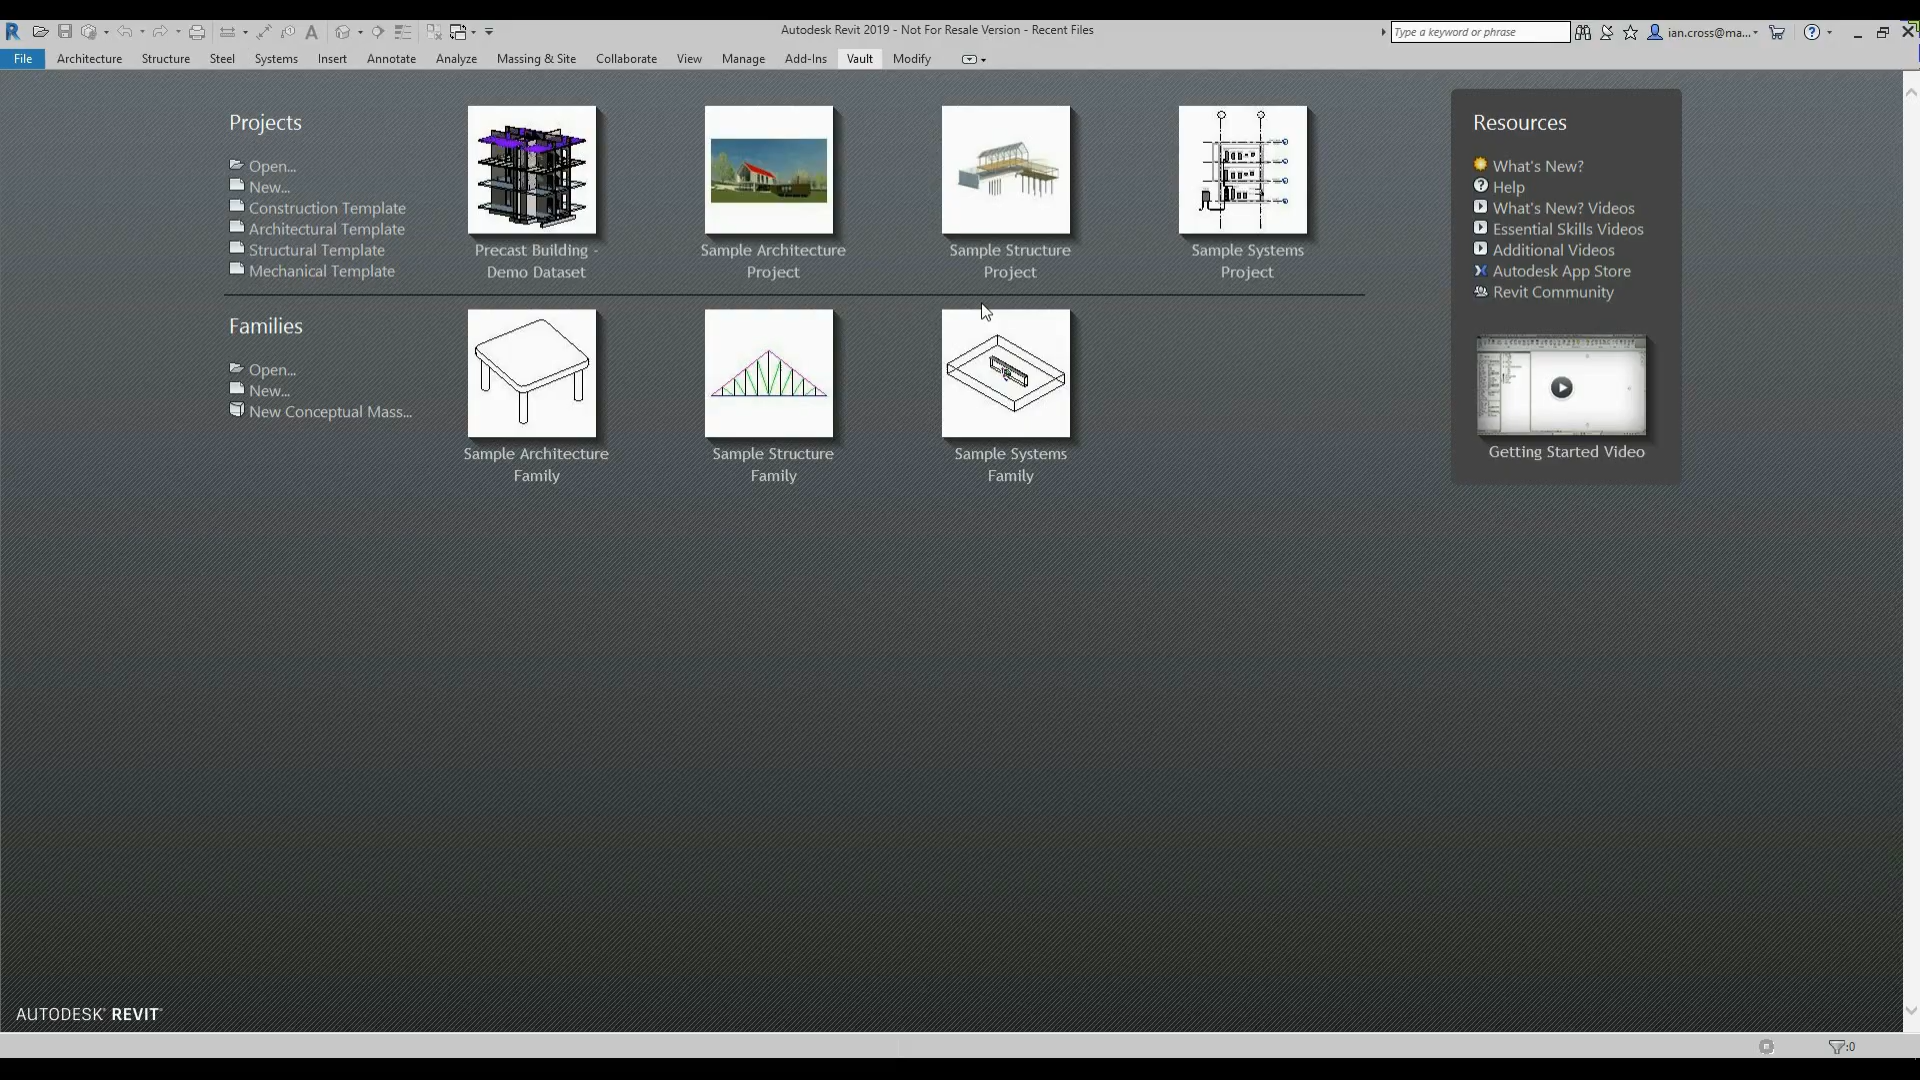 Autodesk Revit 2019 - Not For Resale Version - Recent Files
Type a keyword or phrase
ian.cross@ma...
File Architecture Structure Steel Systems Insert Annotate Analyze Massing & Site Collaborate View Manage Add-Ins Vault Modify
Projects
Open...
New...
Construction Template
Architectural Template
Structural Template
Mechanical Template
Precast Building -
Demo Dataset
Sample Architecture
Project
Sample Structure
Project
Sample Systems
Project
Families
Open...
New...
New Conceptual Mass...
Sample Architecture
Family
Sample Structure
Family
Sample Systems
Family
Resources
What's New?
Help
What's New? Videos
Essential Skills Videos
Additional Videos
Autodesk App Store
Revit Community
Getting Started Video
AUTODESK® REVIT®
:0